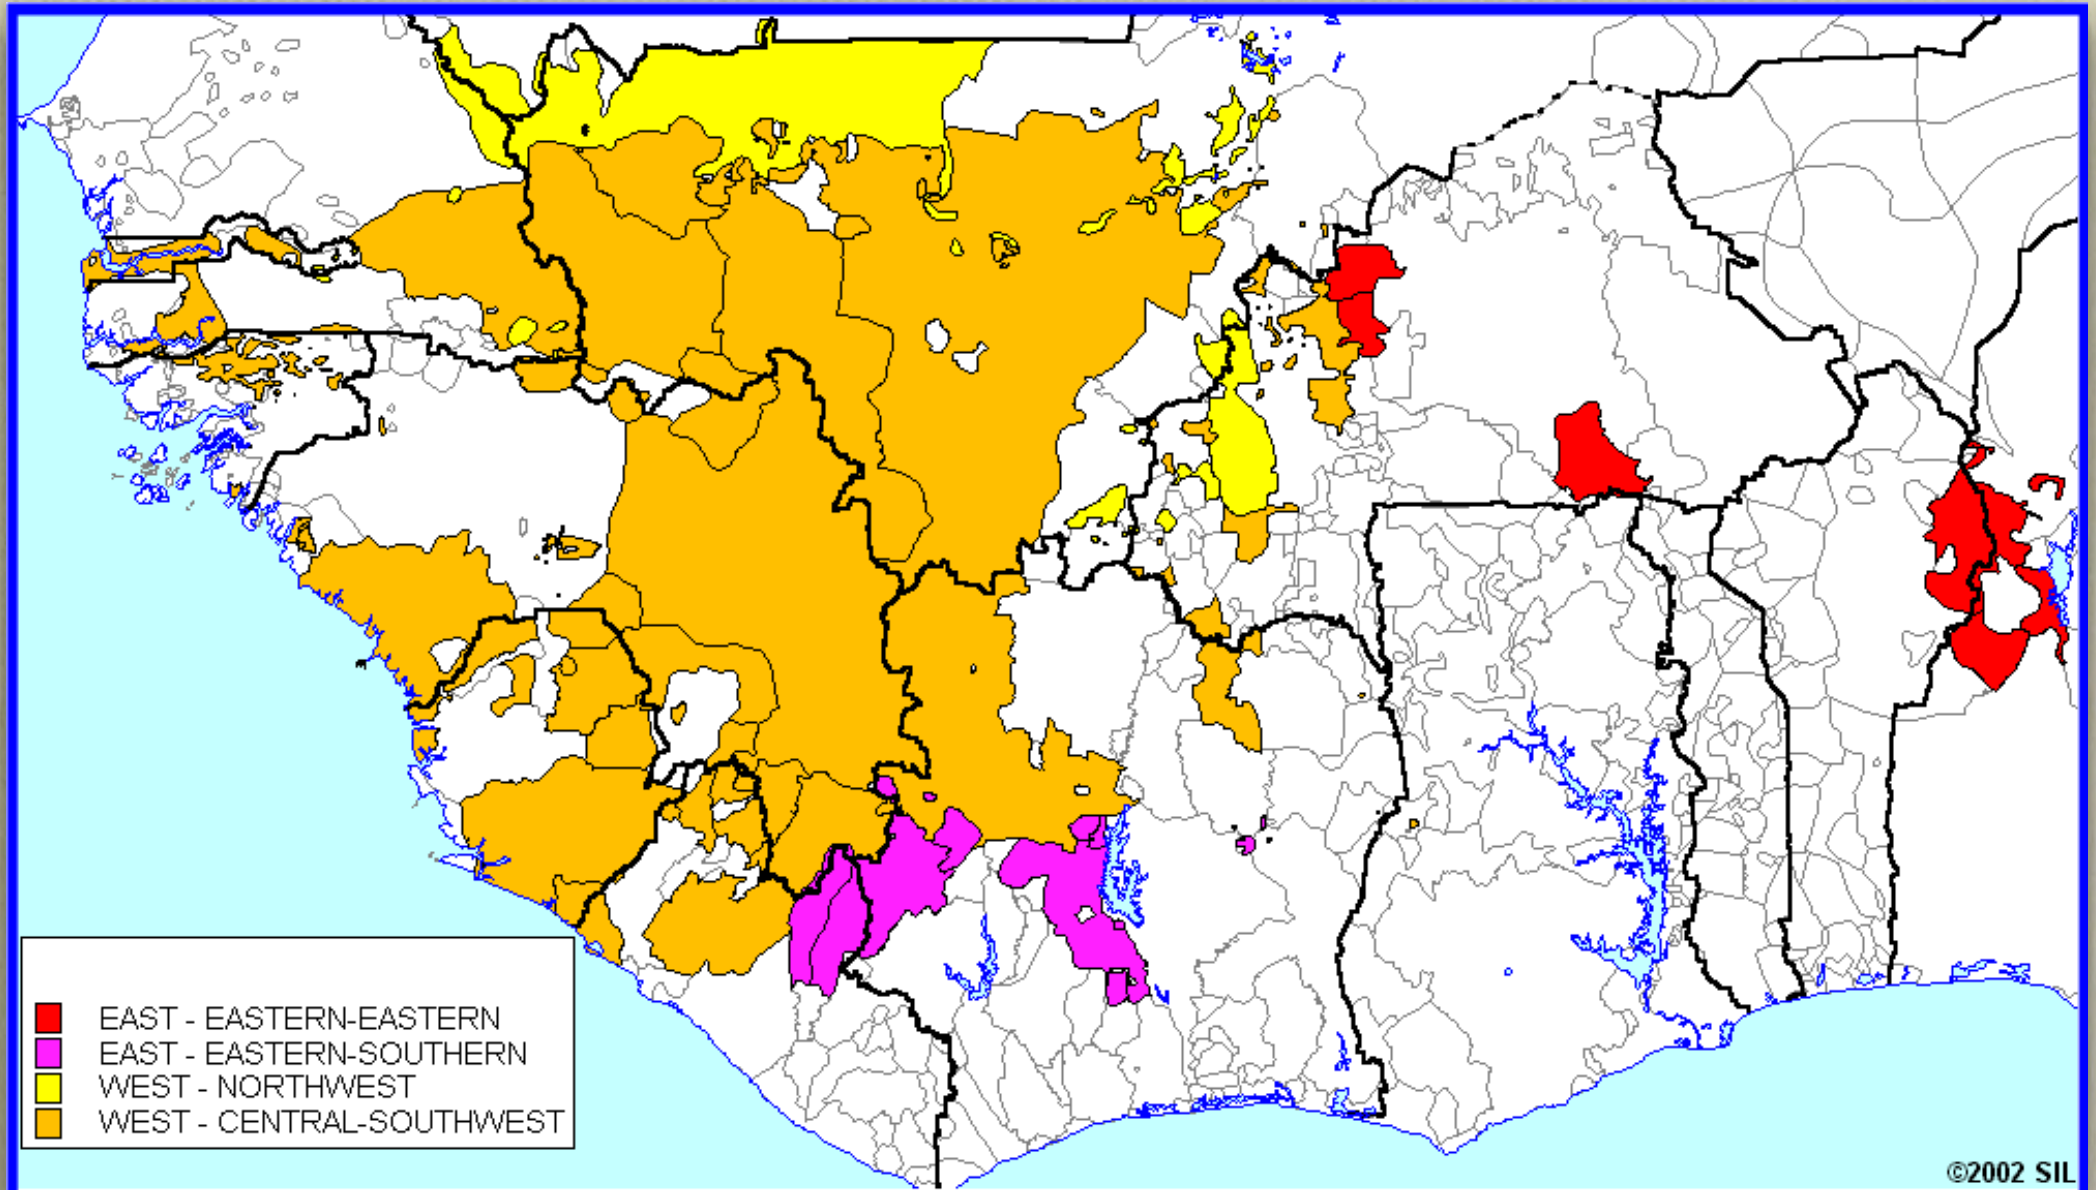 EAST - EASTERN-EASTERN
EAST - EASTERN-SOUTHERN
WEST - NORTHWEST
WEST - CENTRAL-SOUTHWEST
©2002 SIL